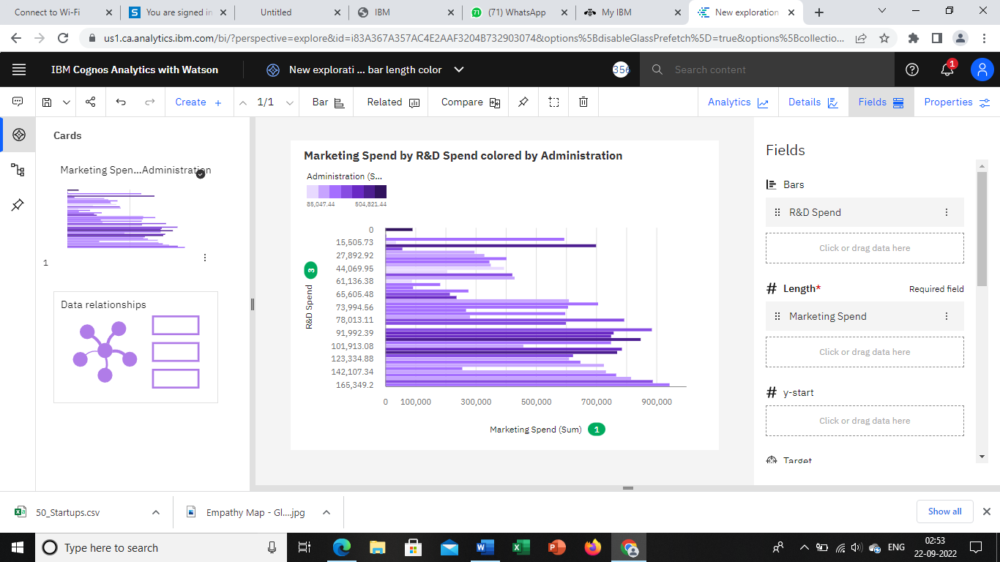 Connect to Wi-Fi
You are signed in
Untitled
IBM
(71) WhatsApp
My IBM
New exploration
us1.ca.analytics.ibm.com/bi/?perspective=explore&id=i83A367A357AC4E2AAF3204B732903074&options%5BdisableGlassPrefetch%5D=true&options%5Bcollectio...
IBM Cognos Analytics with Watson
New explorati ... bar length color
356
Search content
1
Create +
1/1
Bar
Related
Compare
Analytics
Details
Fields
Properties
Cards
Marketing Spen...Administration
1
Data relationships
Marketing Spend by R&D Spend colored by Administration
Administration (S...
85,047.44 504,821.44
R&D Spend
3
0
15,505.73
27,892.92
44,069.95
61,136.38
65,605.48
73,994.56
78,013.11
91,992.39
101,913.08
123,334.88
142,107.34
165,349.2
0 100,000 300,000 500,000 700,000 900,000
Marketing Spend (Sum) 1
Fields
Bars
R&D Spend
Click or drag data here
Length* Required field
Marketing Spend
Click or drag data here
y-start
Click or drag data here
Target
50_Startups.csv
Empathy Map - Gl....jpg
Show all
Type here to search
ENG
02:53
22-09-2022